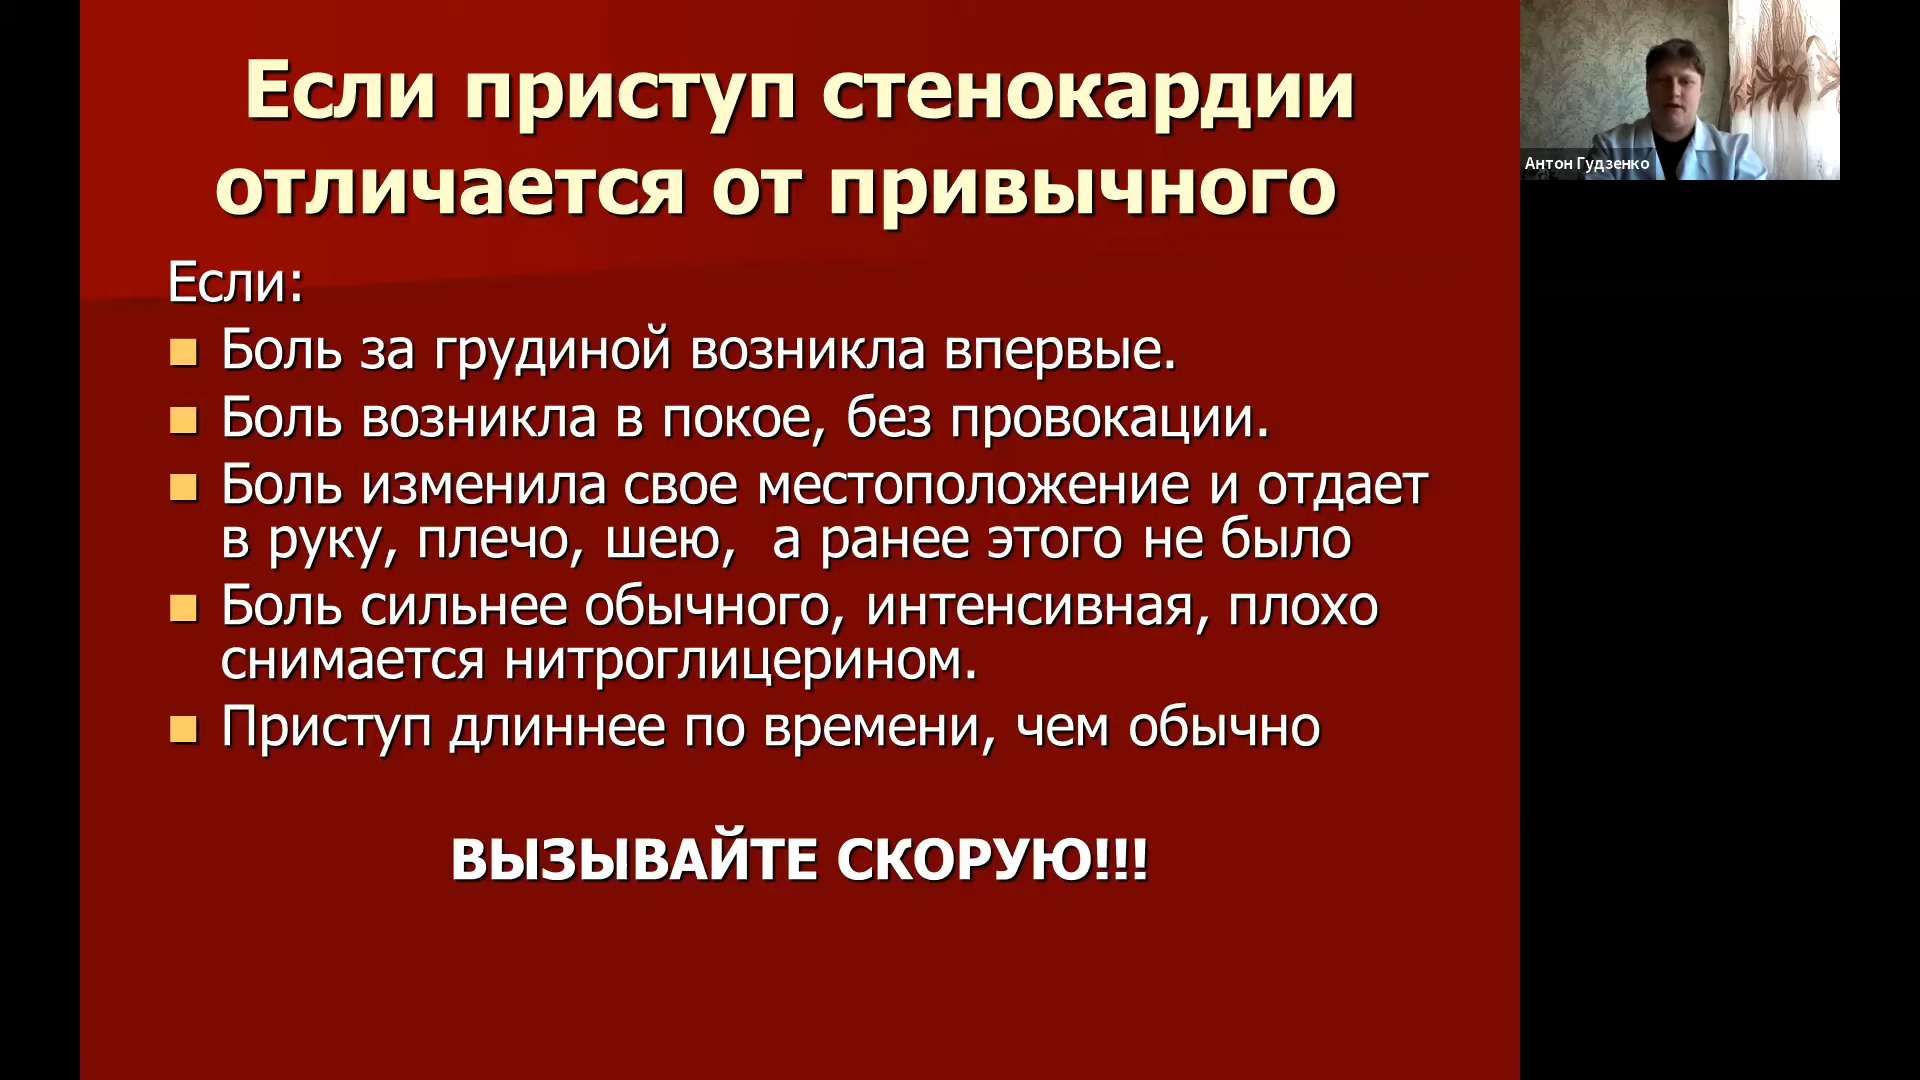 Если приступ стенокардии
отличается от привычного
Если:
Боль за грудиной возникла впервые.
Боль возникла в покое, без провокации.
Боль изменила свое местоположение и отдает
в руку, плечо, шею,  а ранее этого не было
Боль сильнее обычного, интенсивная, плохо
снимается нитроглицерином.
Приступ длиннее по времени, чем обычно
ВЫЗЫВАЙТЕ СКОРУЮ!!!
Антон Гудзенко